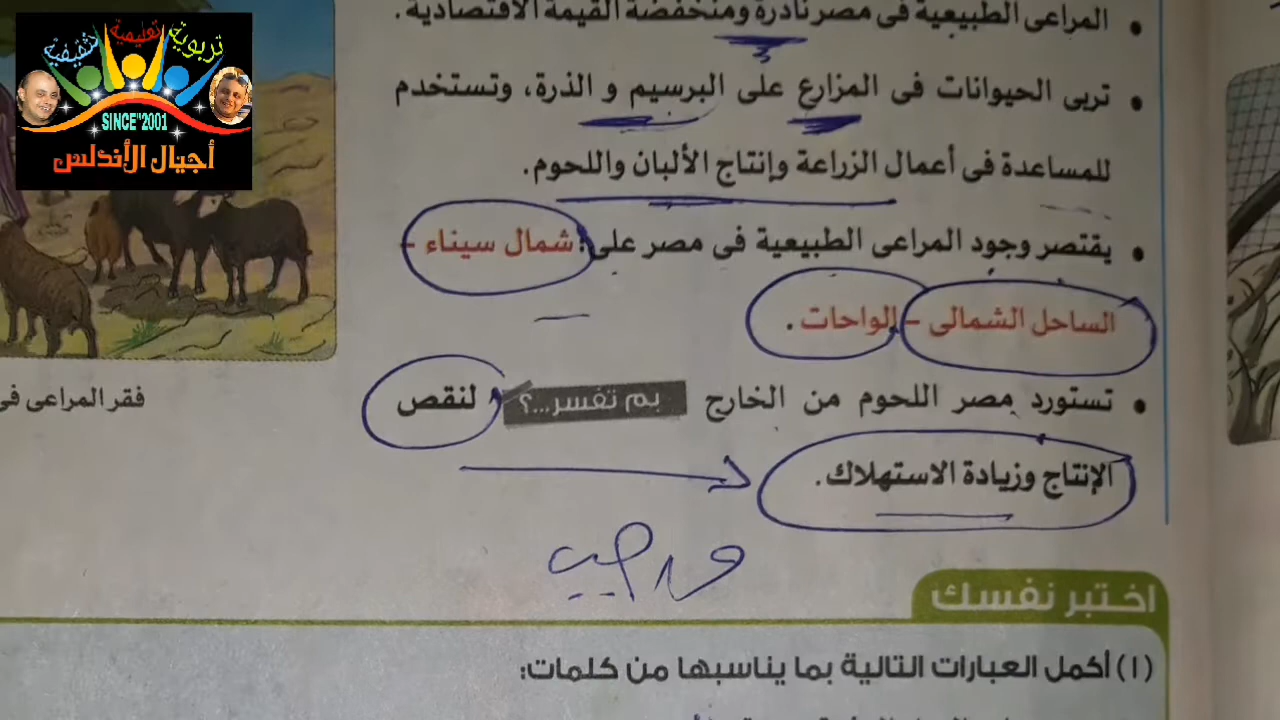 المراعى الطبيعية فى مصر نادرة ومنخفضة القيمة الاقتصادية.
تربى الحيوانات فى المزارع على البرسيم و الذرة، وتستخدم
للمساعدة فى أعمال الزراعة وإنتاج الألبان واللحوم.
يقتصر وجود المراعى الطبيعية فى مصر على: شمال سيناء -
الساحل الشمالى - الواحات.
تستورد مصر اللحوم من الخارج بم تفسر...؟ لنقص
الإنتاج وزيادة الاستهلاك.
فقر المراعى فى
اختبر نفسك
(١) أكمل العبارات التالية بما يناسبها من كلمات:
تربوية تعليمية تثقيفية
SINCE"2001
أجيال الأندلس